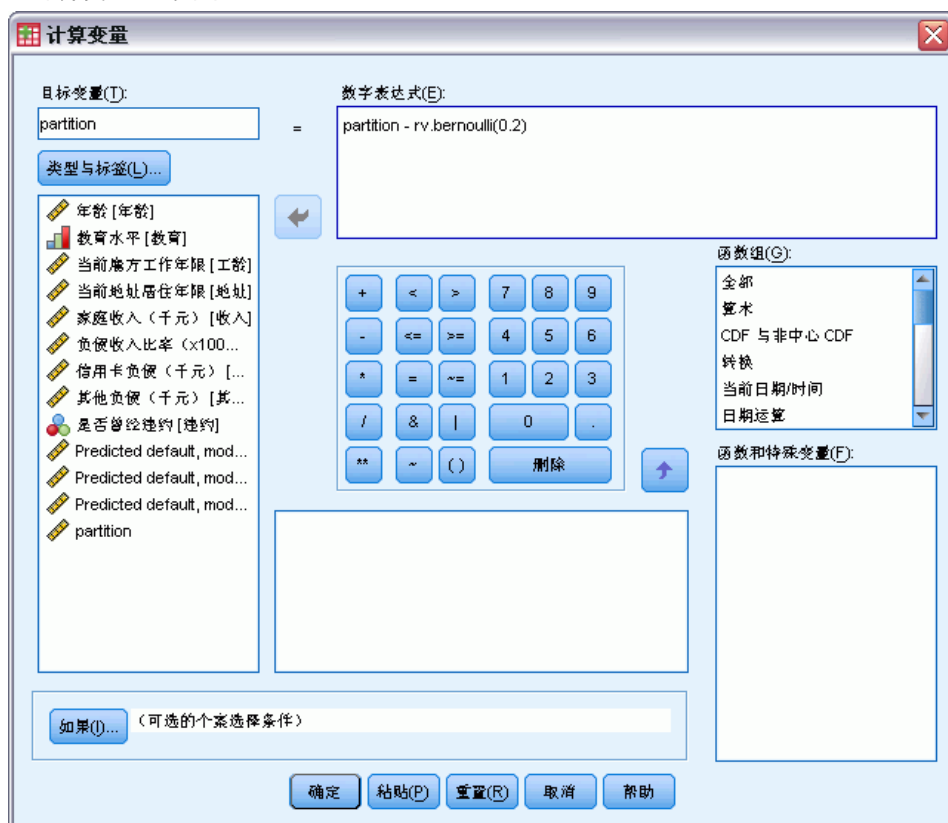 计算变量
目标变量(T):
partition
=
类型与标签(L)...
数字表达式(E):
partition - rv.bernoulli(0.2)
年龄 [年龄]
教育水平 [教育]
当前雇方工作年限 [工龄]
当前地址居住年限 [地址]
家庭收入（千元） [收入]
负债收入比率（x100...
信用卡负债（千元） [...
其他负债（千元） [其...
是否曾经违约 [违约]
Predicted default, mod...
Predicted default, mod...
Predicted default, mod...
partition
+ < > 7 8 9
- <= >= 4 5 6
* = ~= 1 2 3
/ & | 0 .
** ~ ( ) 删除
函数组(G):
全部
算术
CDF 与非中心 CDF
转换
当前日期/时间
日期运算
函数和特殊变量(F):
如果(I)...
（可选的个案选择条件）
确定
粘贴(P)
重置(R)
取消
帮助